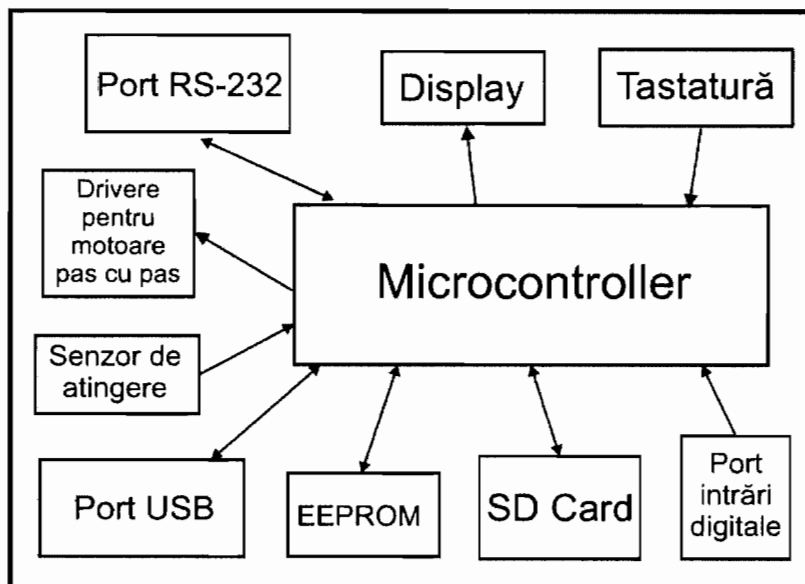 Port RS-232
Display
Tastatură
Drivere
pentru
motoare
pas cu pas
Microcontroller
Senzor de
atingere
Port USB
EEPROM
SD Card
Port
intrări
digitale